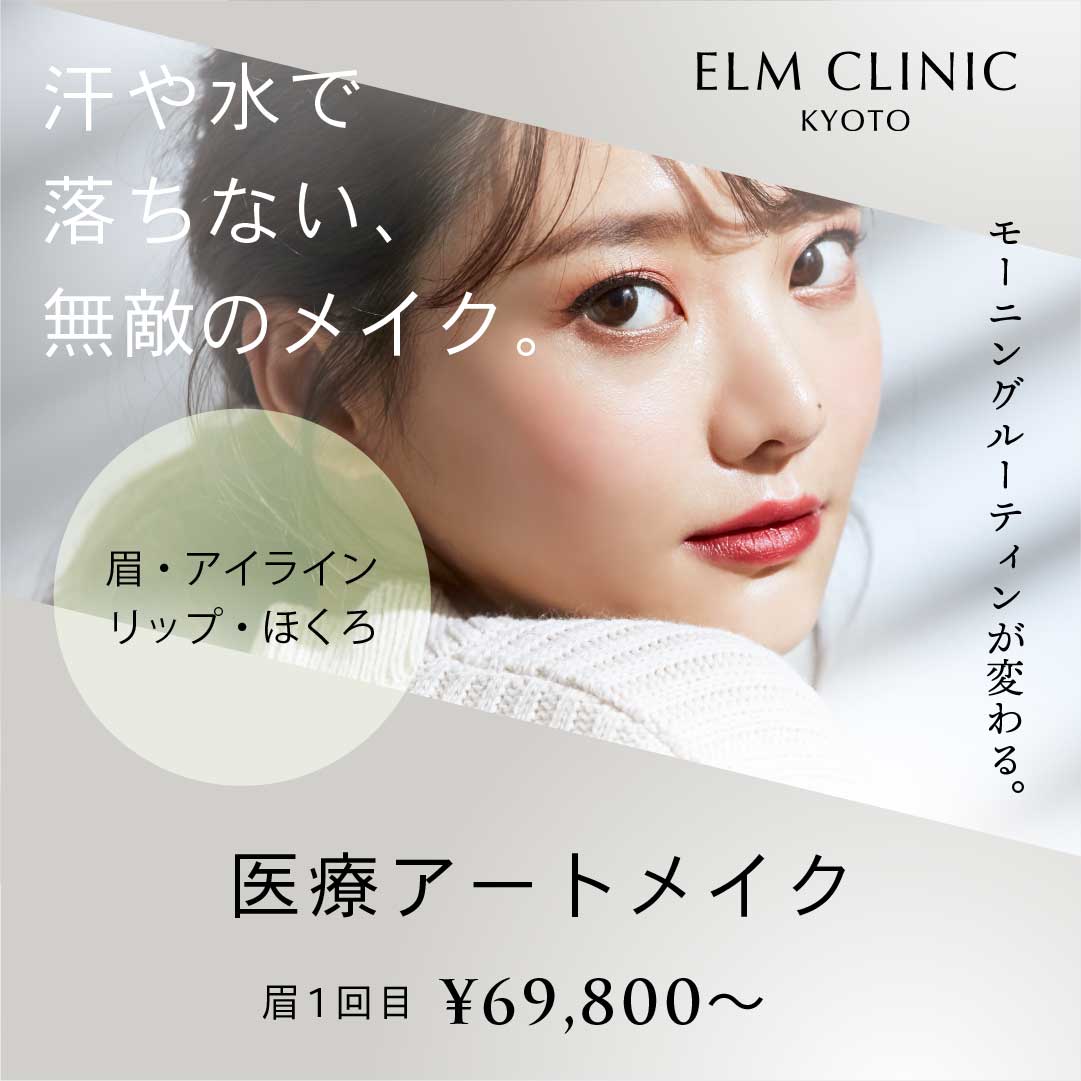 汗や水で
落ちない、
無敵のメイク。
ELM CLINIC
KYOTO
モーニングルーティンが変わる。
眉・アイライン
リップ・ほくろ
医療アートメイク
眉1回目 ¥69,800〜